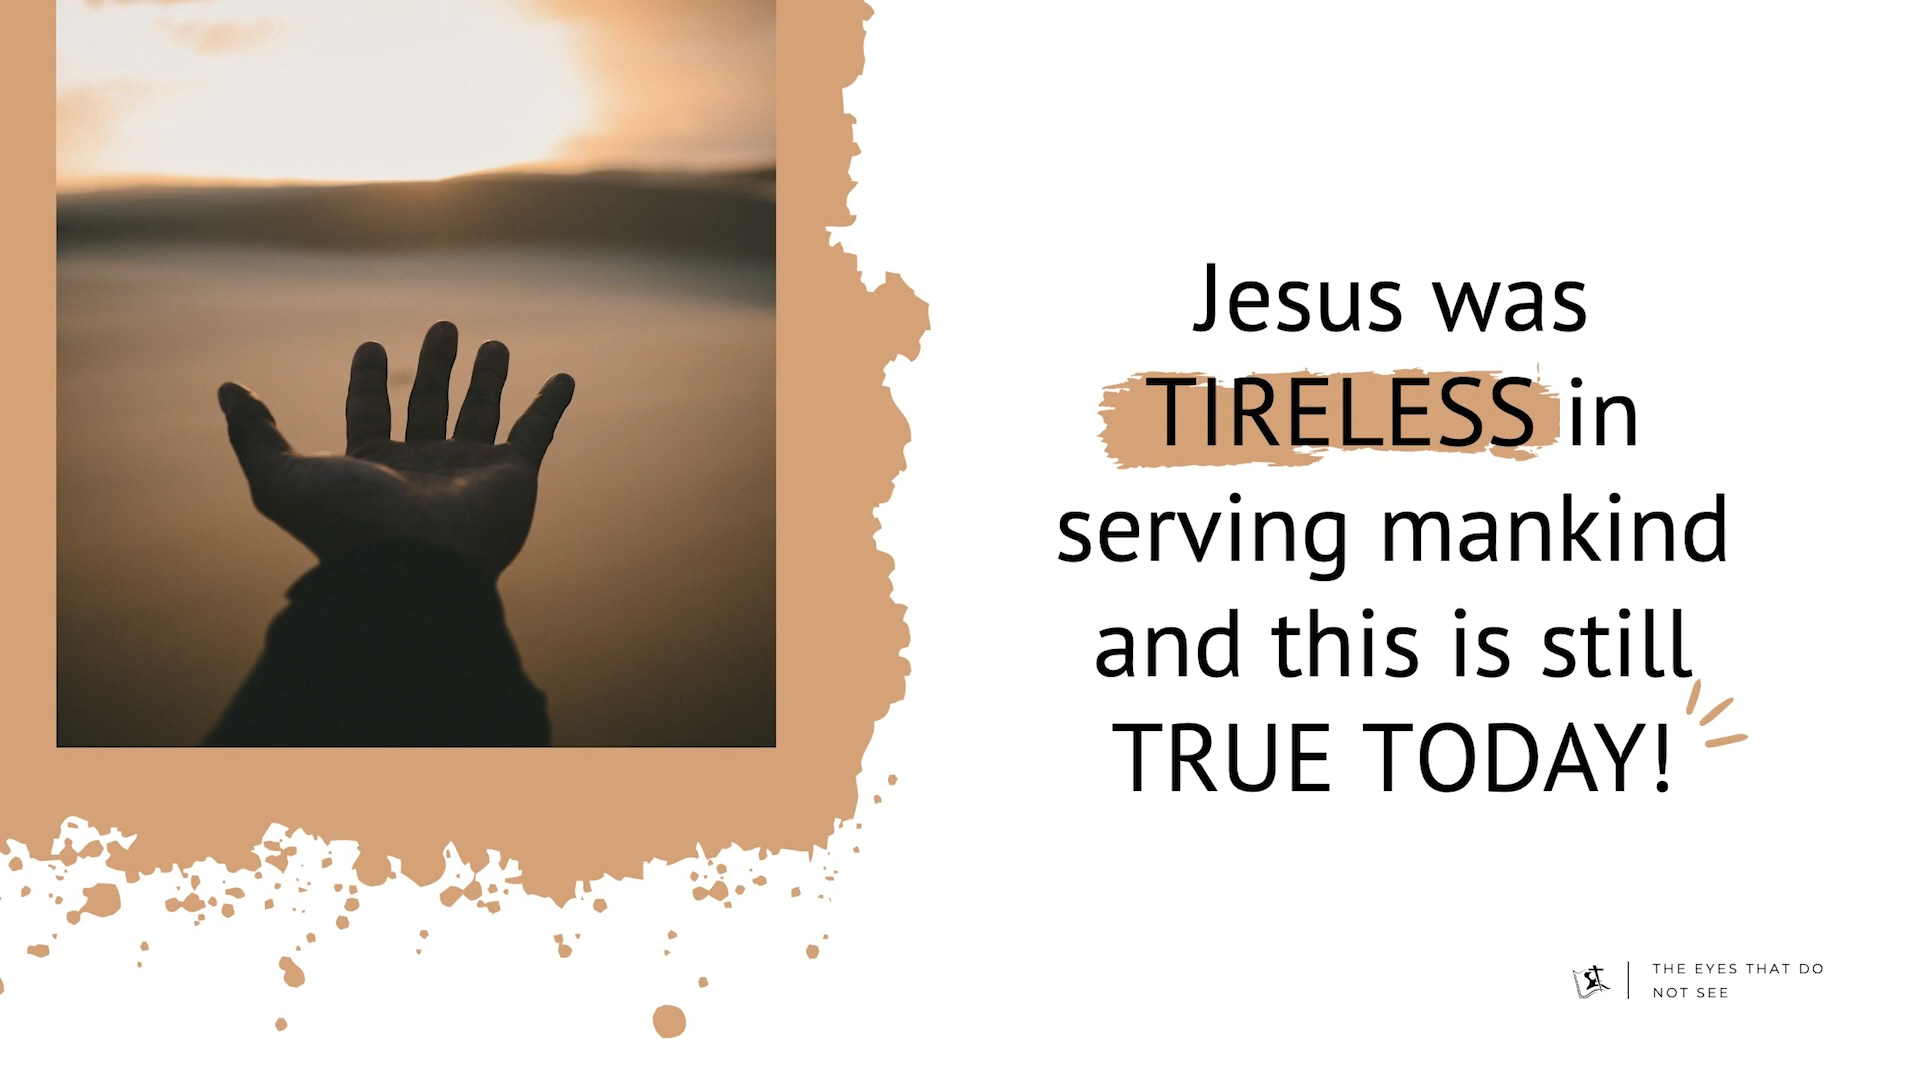 Jesus was
TIRELESS in
serving mankind
and this is still
TRUE TODAY!
THE EYES THAT DO
NOT SEE